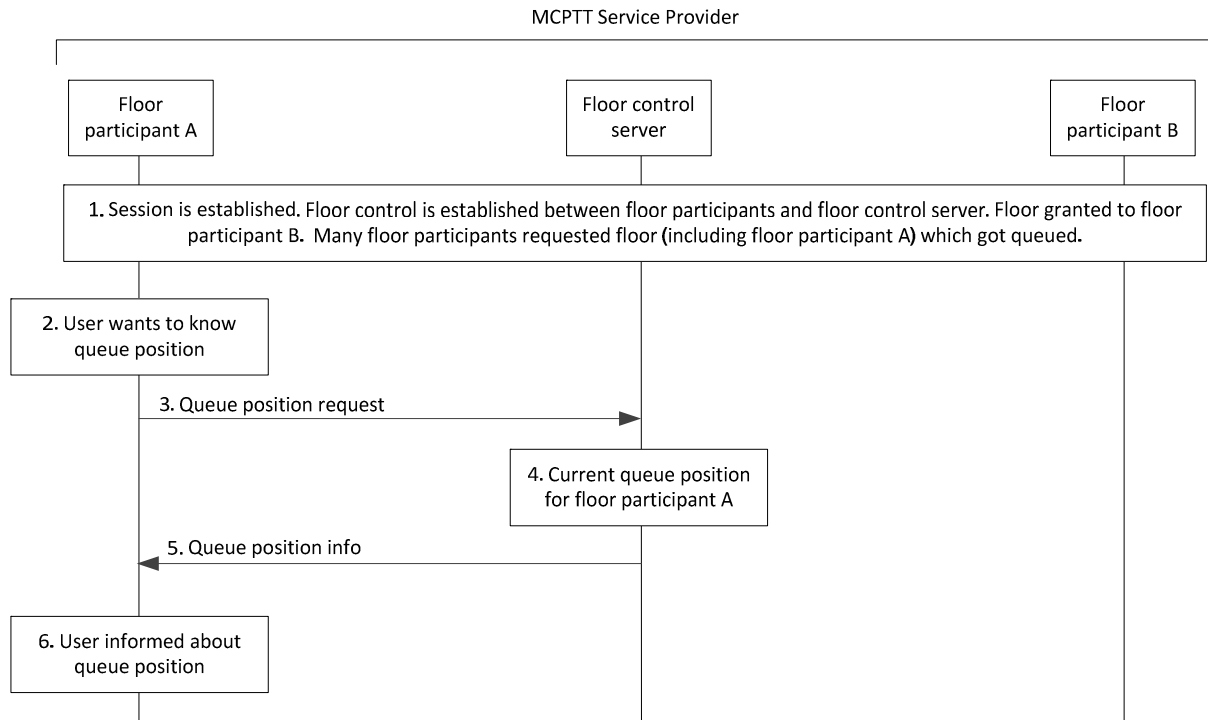 MCPTT Service Provider
Floor
participant A
Floor control
server
Floor
participant B
1. Session is established. Floor control is established between floor participants and floor control server. Floor granted to floor
participant B. Many floor participants requested floor (including floor participant A) which got queued.
2. User wants to know
queue position
3. Queue position request
4. Current queue position
for floor participant A
5. Queue position info
6. User informed about
queue position